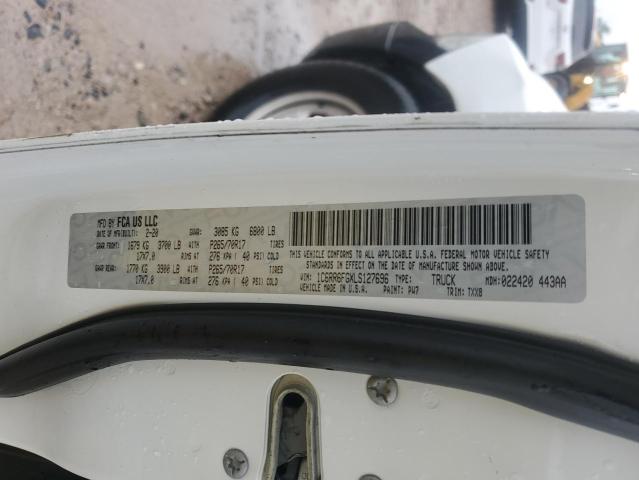 MFD BY FCA US LLC
DATE OF MFR(BUILT): 2-20 GVWR: 3085 KG 6800 LB
GAWR FRONT: 1679 KG 3700 LB WITH P265/70R17 TIRES
17X7.0 RIMS AT 276 KPA ( 40 PSI) COLD
GAWR REAR: 1770 KG 3900 LB WITH P265/70R17 TIRES
17X7.0 RIMS AT 276 KPA ( 40 PSI) COLD
THIS VEHICLE CONFORMS TO ALL APPLICABLE U.S.A. FEDERAL MOTOR VEHICLE SAFETY
STANDARDS IN EFFECT ON THE DATE OF MANUFACTURE SHOWN ABOVE.
VIN: 1C6RR6FGXLS127696 TYPE: TRUCK MDH:022420 443AA
VEHICLE MADE IN U.S.A. PAINT: PW7 TRIM: TXX8